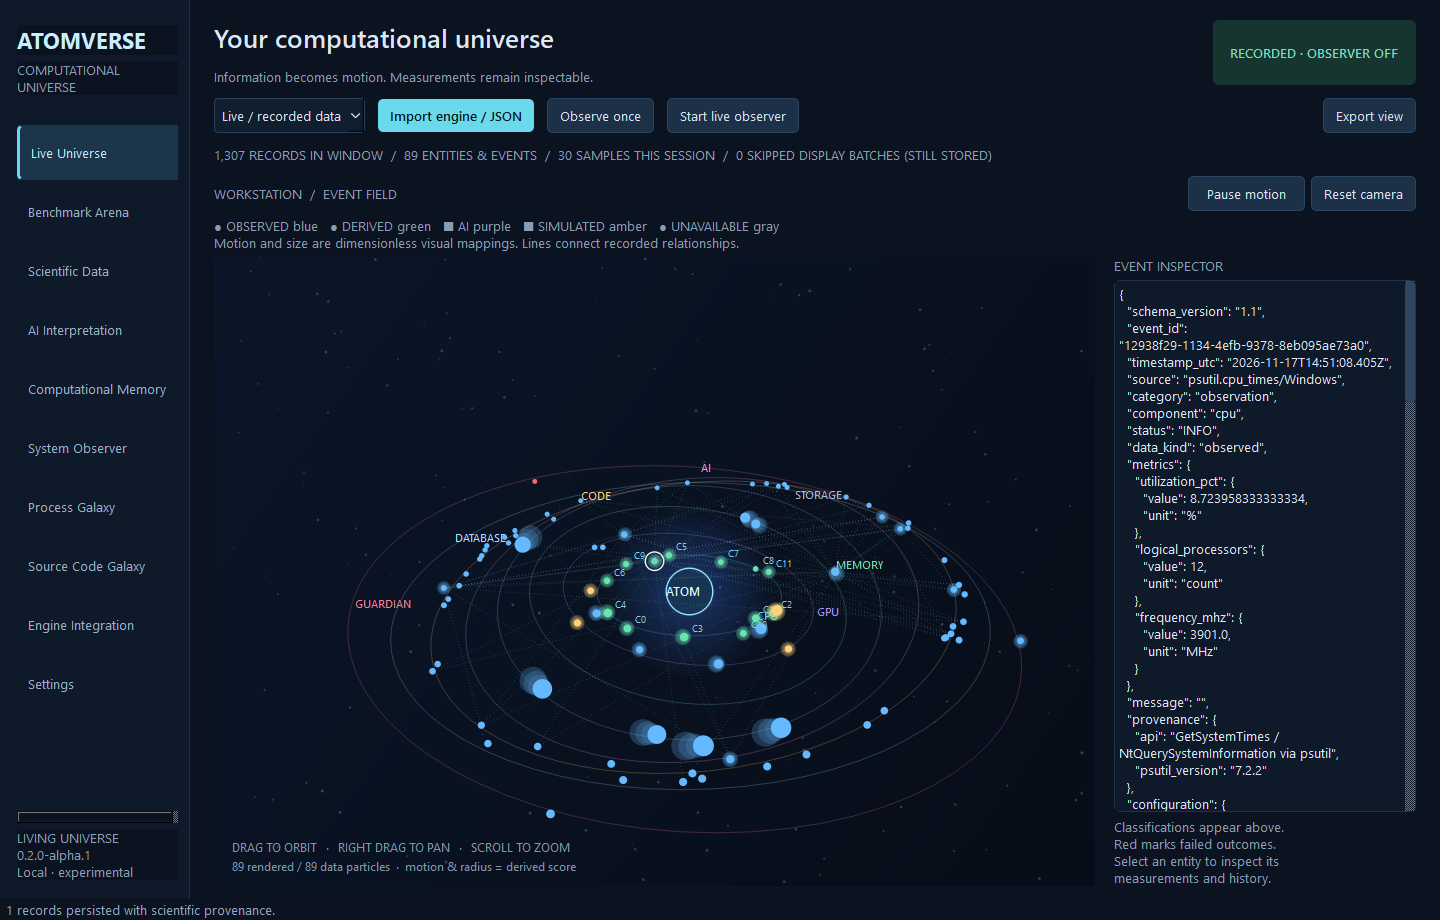 ATOMVERSE
COMPUTATIONAL
UNIVERSE
Live Universe
Benchmark Arena
Scientific Data
AI Interpretation
Computational Memory
System Observer
Process Galaxy
Source Code Galaxy
Engine Integration
Settings
LIVING UNIVERSE
0.2.0-alpha.1
Local · experimental
Your computational universe
Information becomes motion. Measurements remain inspectable.
RECORDED · OBSERVER OFF
Live / recorded data
Import engine / JSON
Observe once
Start live observer
Export view
1,307 RECORDS IN WINDOW / 89 ENTITIES & EVENTS / 30 SAMPLES THIS SESSION / 0 SKIPPED DISPLAY BATCHES (STILL STORED)
WORKSTATION / EVENT FIELD
Pause motion
Reset camera
● OBSERVED blue ● DERIVED green ■ AI purple ■ SIMULATED amber ● UNAVAILABLE gray
Motion and size are dimensionless visual mappings. Lines connect recorded relationships.
AI
CODE
STORAGE
DATABASE
C5
C9
C7
C8
C11
MEMORY
C6
ATOM
GUARDIAN
C4
C2
GPU
C0
C3
DRAG TO ORBIT · RIGHT DRAG TO PAN · SCROLL TO ZOOM
89 rendered / 89 data particles · motion & radius = derived score
EVENT INSPECTOR
{
"schema_version": "1.1",
"event_id":
"12938f29-1134-4efb-9378-8eb095ae73a0",
"timestamp_utc": "2026-11-17T14:51:08.405Z",
"source": "psutil.cpu_times/Windows",
"category": "observation",
"component": "cpu",
"status": "INFO",
"data_kind": "observed",
"metrics": {
"utilization_pct": {
"value": 8.723958333333334,
"unit": "%"
},
"logical_processors": {
"value": 12,
"unit": "count"
},
"frequency_mhz": {
"value": 3901.0,
"unit": "MHz"
}
},
"message": "",
"provenance": {
"api": "GetSystemTimes /
NtQuerySystemInformation via psutil",
"psutil_version": "7.2.2"
},
"configuration": {
Classifications appear above.
Red marks failed outcomes.
Select an entity to inspect its
measurements and history.
1 records persisted with scientific provenance.